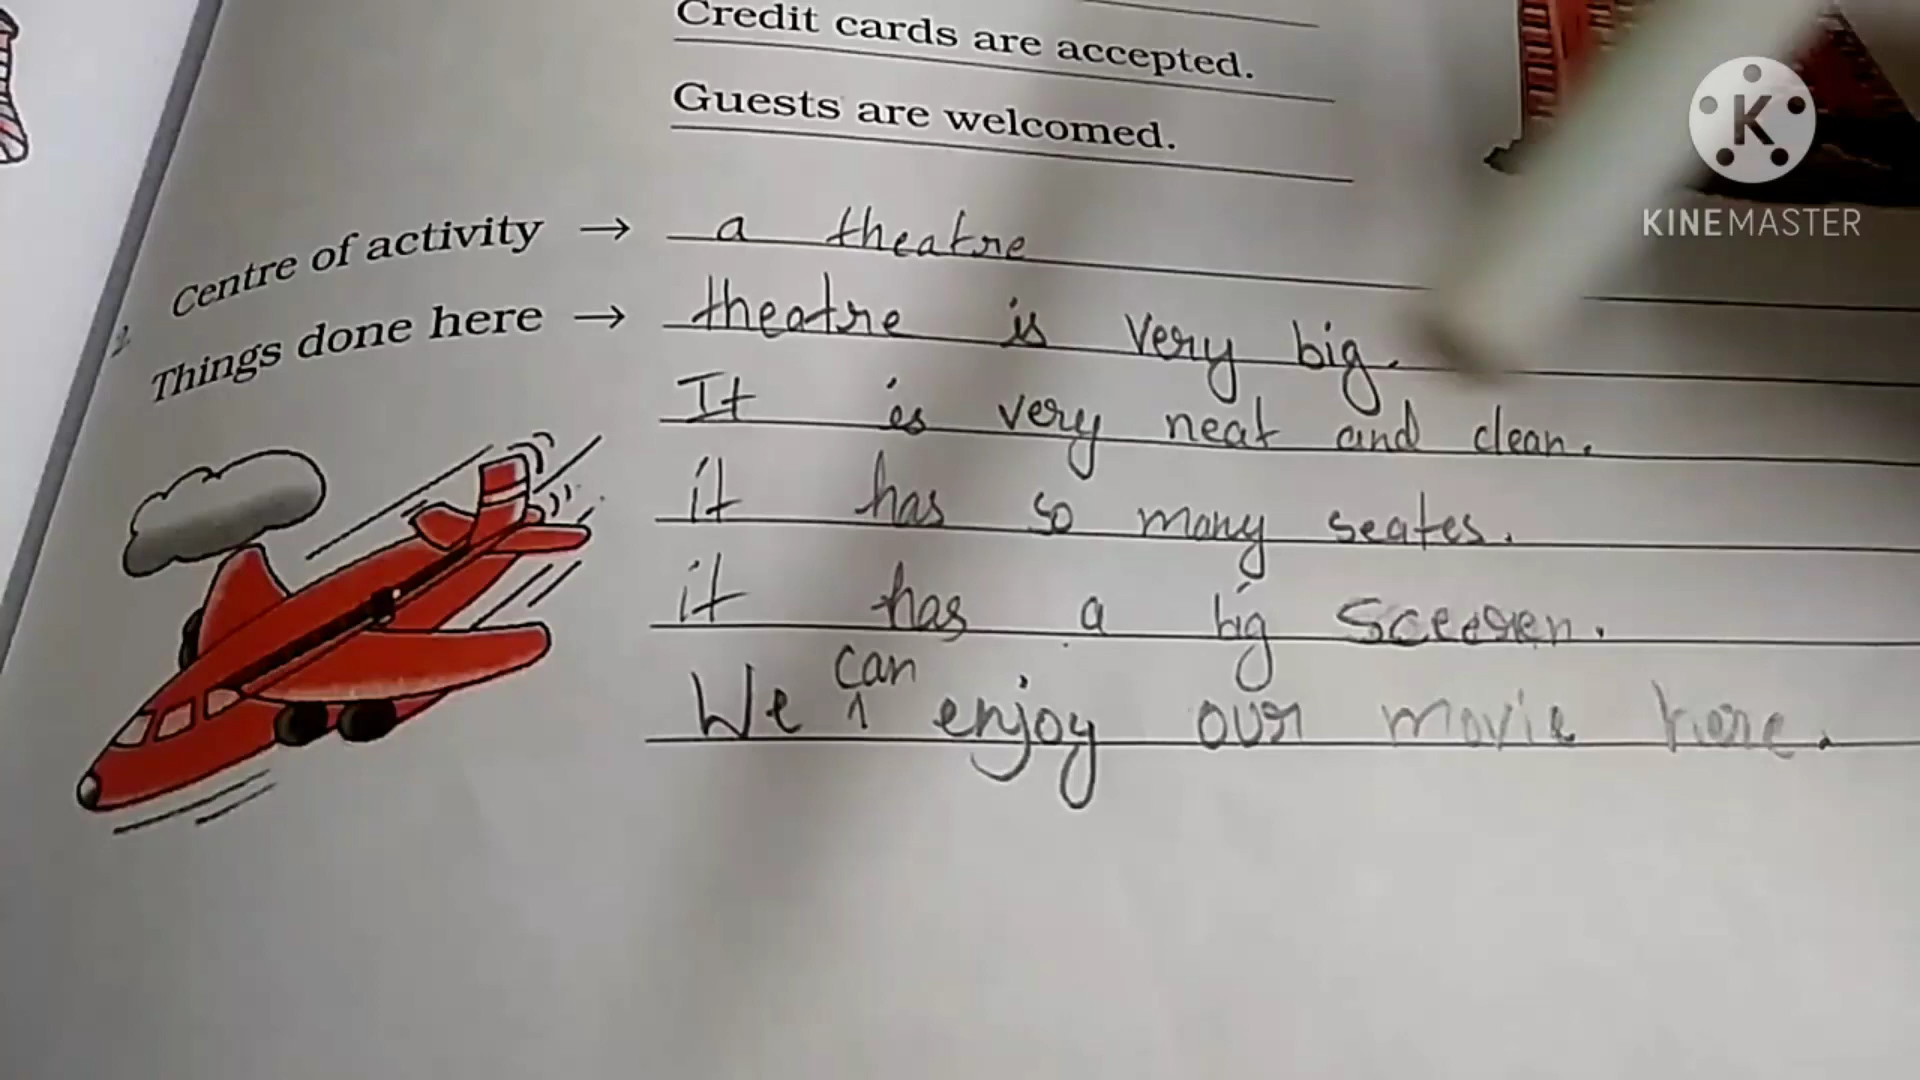 Credit cards are accepted.
Guests are welcomed.
K
KINEMASTER
Centre of activity → a theatre
Things done here → theatre is very big.
It is very neat and clean.
it has so many seates.
it has a big sceeren.
We can enjoy our movie here.